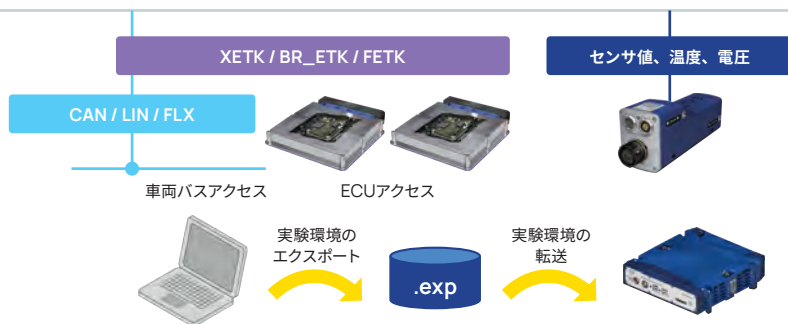 XETK / BR_ETK / FETK
センサ値、温度、電圧
CAN / LIN / FLX
車両バスアクセス
ECUアクセス
実験環境の
エクスポート
実験環境の
転送
.exp